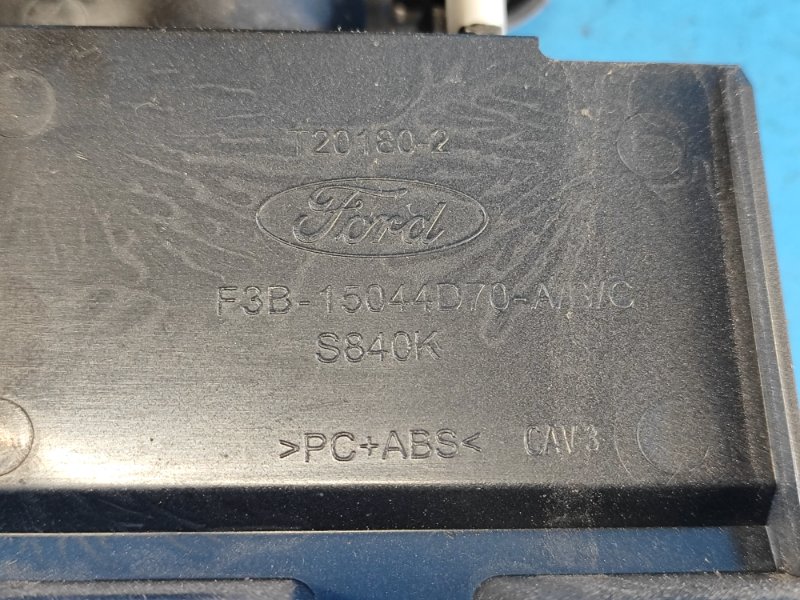 T20180-2
Ford
F3B-15044D70-A/B/C
S840K
>PC+ABS< CAV3